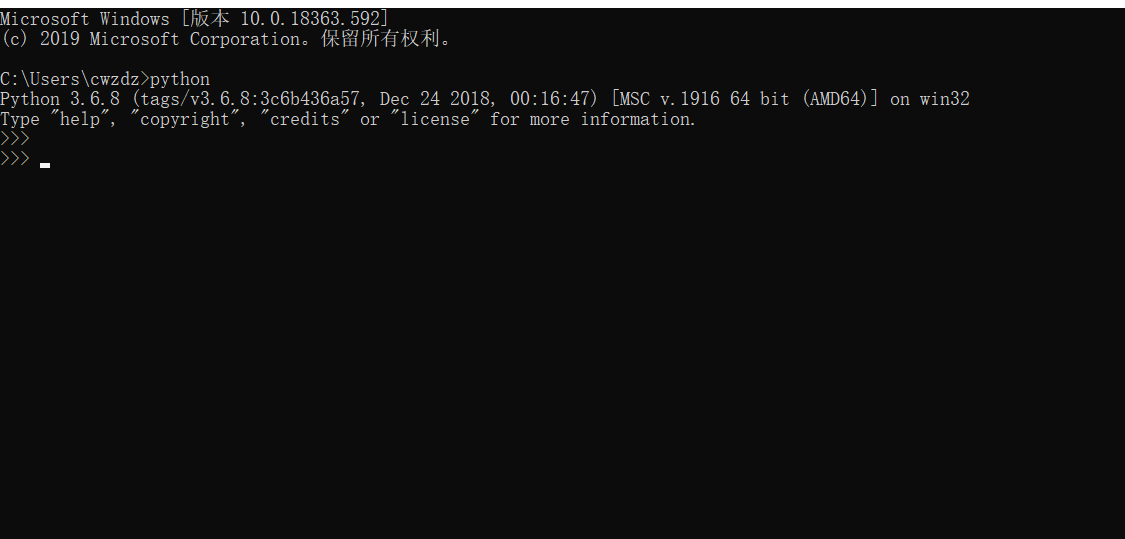 Microsoft Windows [版本 10.0.18363.592]
(c) 2019 Microsoft Corporation。保留所有权利。
C:\Users\cwzdz>python
Python 3.6.8 (tags/v3.6.8:3c6b436a57, Dec 24 2018, 00:16:47) [MSC v.1916 64 bit (AMD64)] on win32
Type "help", "copyright", "credits" or "license" for more information.
>>>
>>>